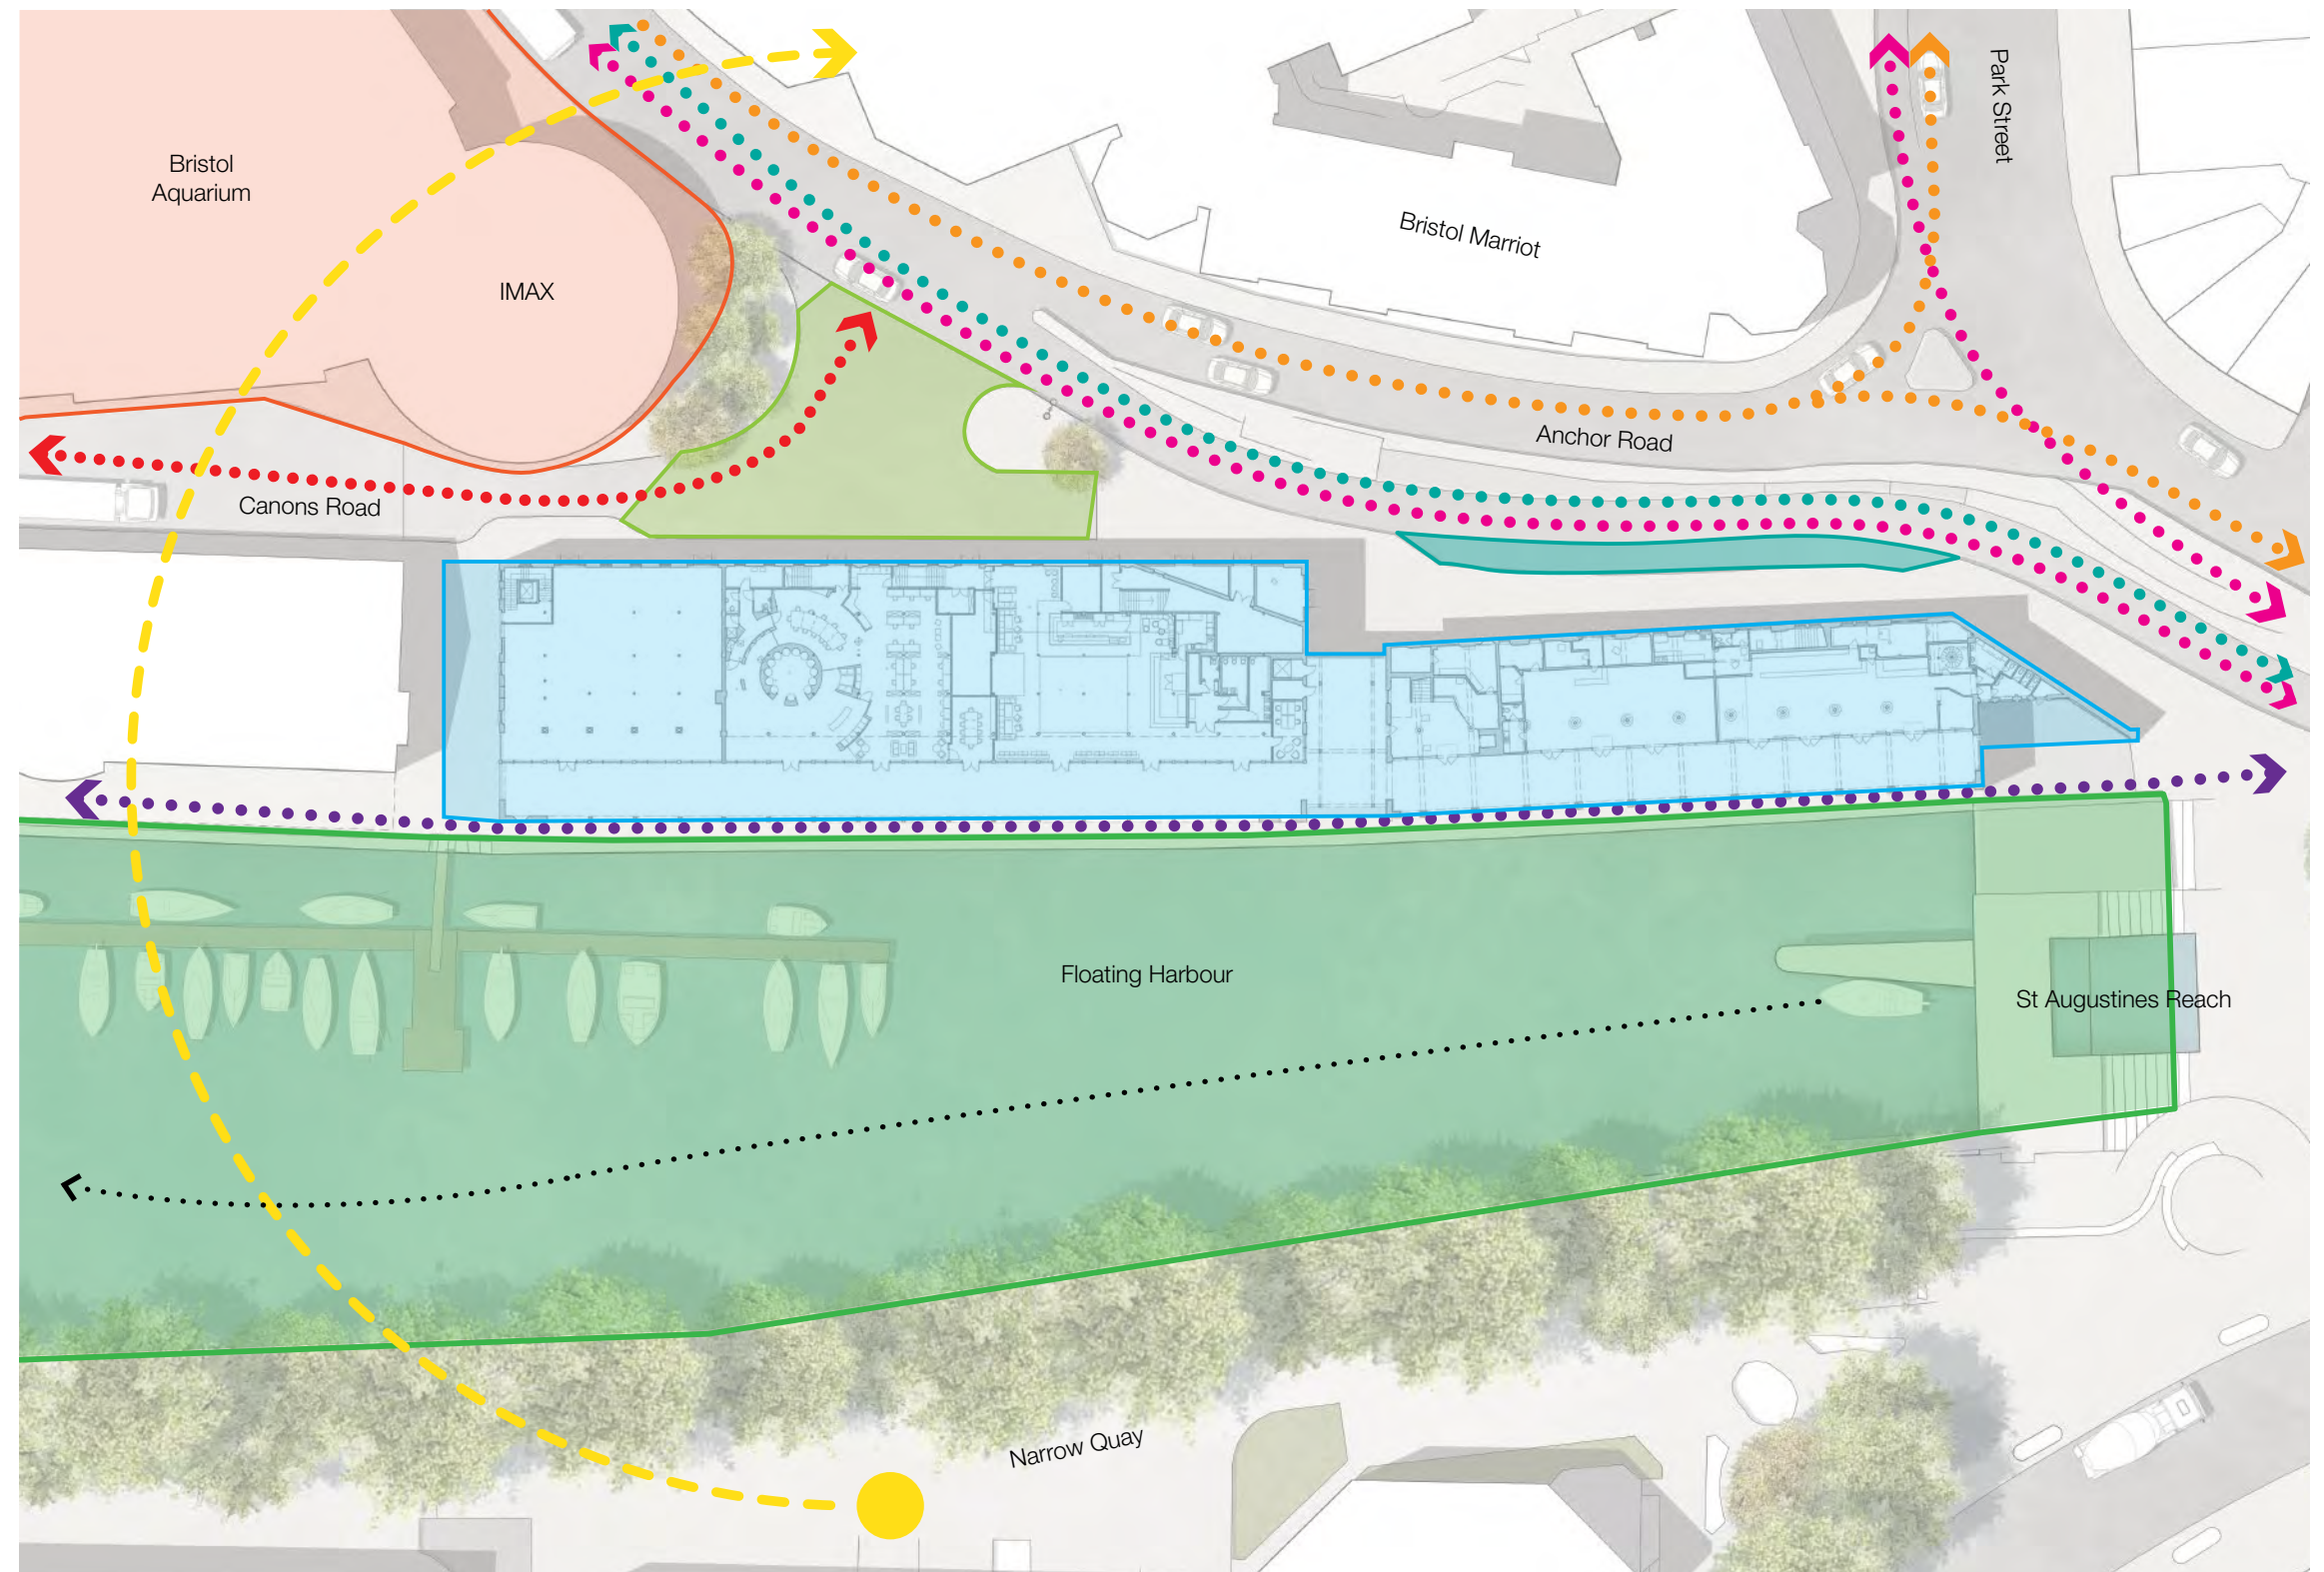 Park Street
Bristol
Aquarium
Bristol Marriot
IMAX
Anchor Road
Canons Road
Floating Harbour
St Augustines Reach
Narrow Quay